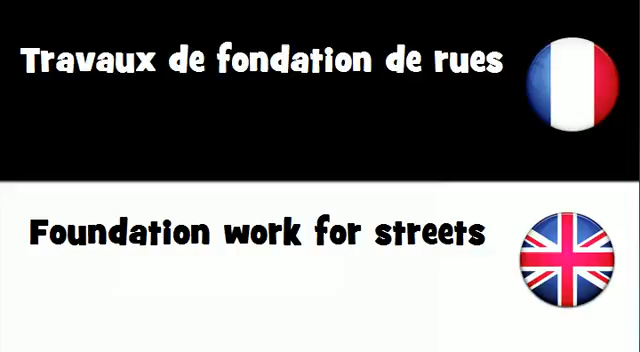 Travaux de fondation de rues
Foundation work for streets